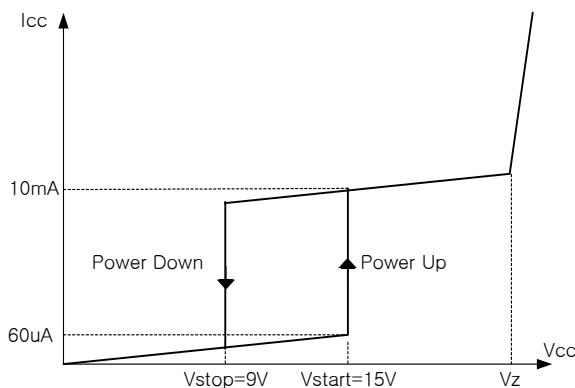 Icc
10mA
Power Down
Power Up
60uA
Vcc
Vstop=9V
Vstart=15V
Vz